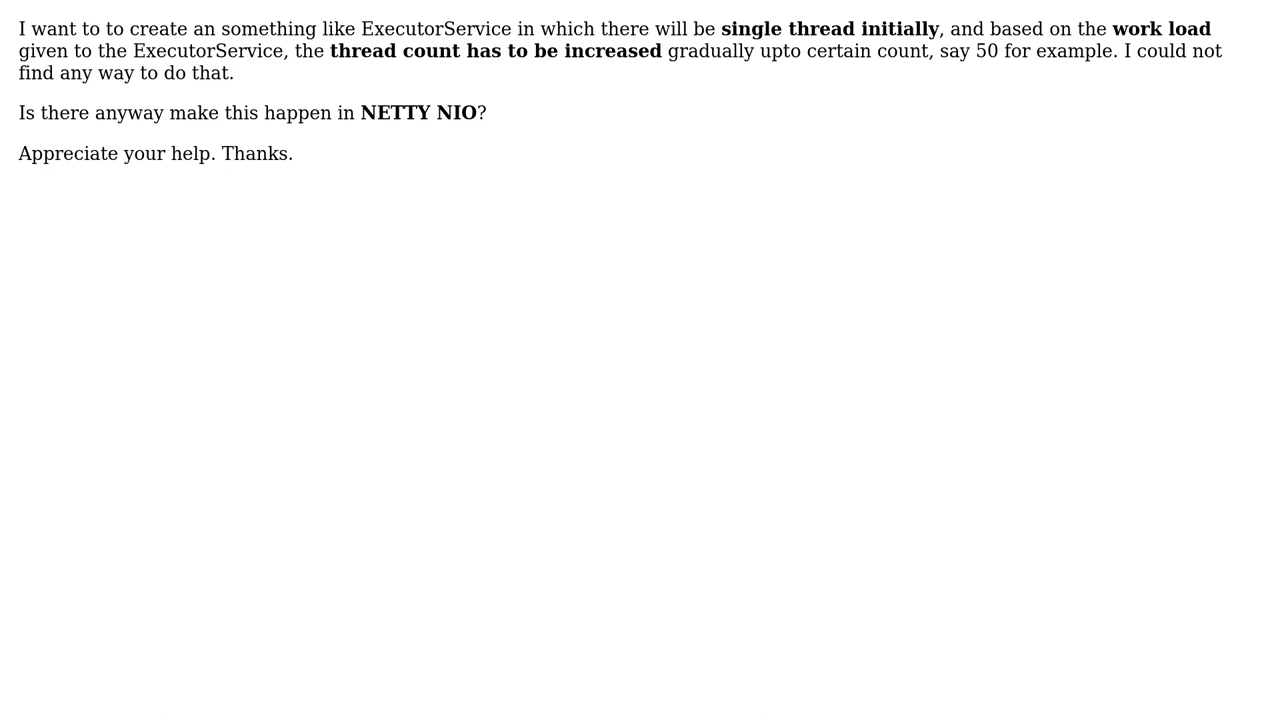 I want to to create an something like ExecutorService in which there will be single thread initially, and based on the work load
given to the ExecutorService, the thread count has to be increased gradually upto certain count, say 50 for example. I could not
find any way to do that.
Is there anyway make this happen in NETTY NIO?
Appreciate your help. Thanks.